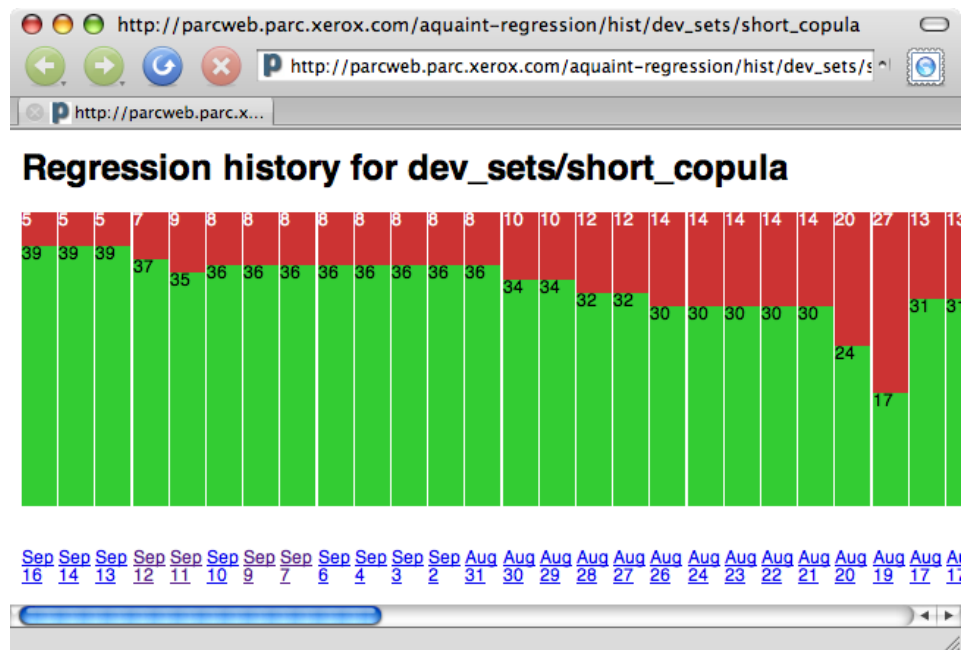 http://parcweb.parc.xerox.com/aquaint-regression/hist/dev_sets/short_copula
http://parcweb.parc.xerox.com/aquaint-regression/hist/dev_sets/s
http://parcweb.parc.x...
Regression history for dev_sets/short_copula
5 5 5 7 9 8 8 8 8 8 8 8 8 10 10 12 12 14 14 14 14 14 20 27 13 13
39 39 39 37 35 36 36 36 36 36 36 36 36 34 34 32 32 30 30 30 30 30 24 17 31 31
Sep Sep Sep Sep Sep Sep Sep Sep Sep Sep Sep Sep Aug Aug Aug Aug Aug Aug Aug Aug Aug Aug Aug Aug Aug Au
16 14 13 12 11 10 9 7 6 4 3 2 31 30 29 28 27 26 24 23 22 21 20 19 17 17